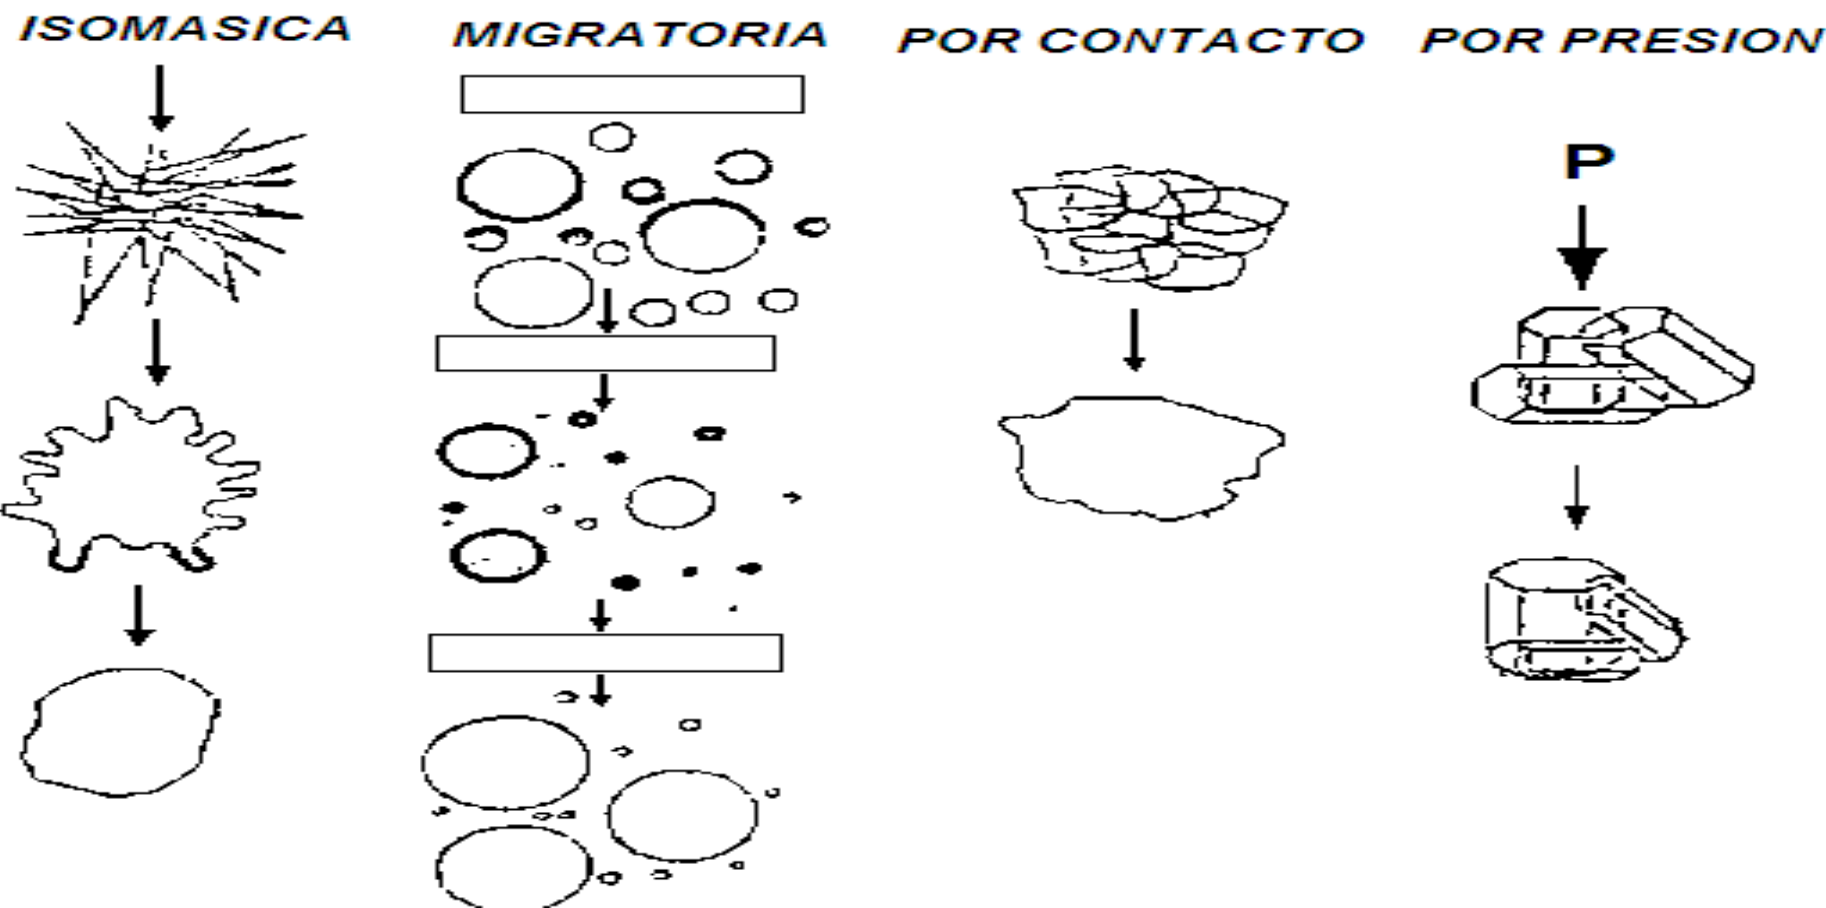 ISOMASICA
MIGRATORIA
POR CONTACTO
POR PRESION
P